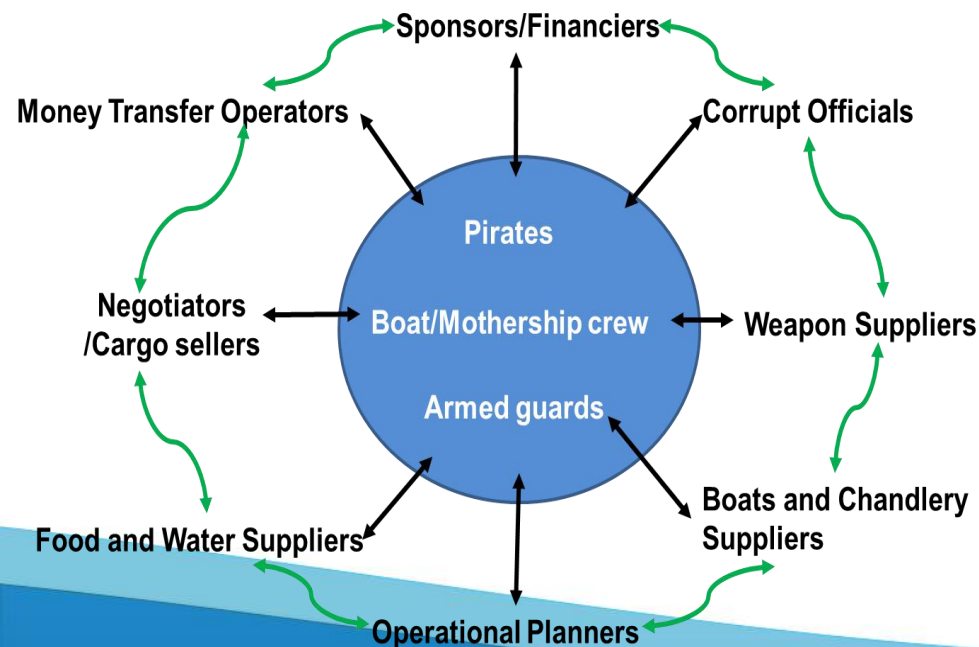 Sponsors/Financiers
Money Transfer Operators
Corrupt Officials
Pirates
Negotiators
/Cargo sellers
Boat/Mothership crew
Weapon Suppliers
Armed guards
Boats and Chandlery
Suppliers
Food and Water Suppliers
Operational Planners